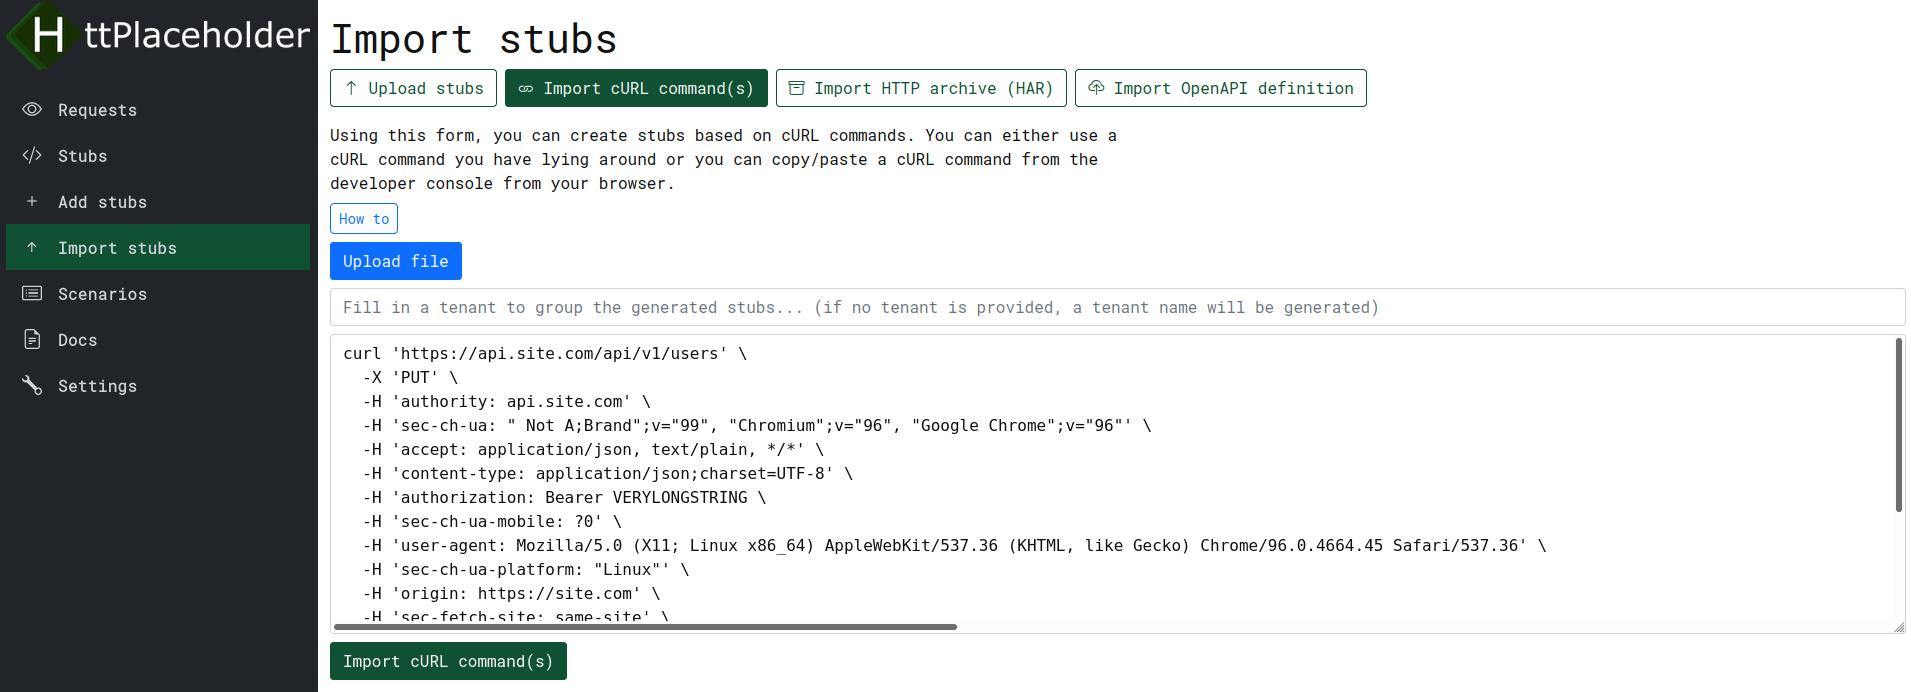 HttPlaceholder
Requests
Stubs
Add stubs
Import stubs
Scenarios
Docs
Settings
Import stubs
Upload stubs
Import cURL command(s)
Import HTTP archive (HAR)
Import OpenAPI definition
Using this form, you can create stubs based on cURL commands. You can either use a
cURL command you have lying around or you can copy/paste a cURL command from the
developer console from your browser.
How to
Upload file
Fill in a tenant to group the generated stubs... (if no tenant is provided, a tenant name will be generated)
curl 'https://api.site.com/api/v1/users' \
  -X 'PUT' \
  -H 'authority: api.site.com' \
  -H 'sec-ch-ua: " Not A;Brand";v="99", "Chromium";v="96", "Google Chrome";v="96"' \
  -H 'accept: application/json, text/plain, */*' \
  -H 'content-type: application/json;charset=UTF-8' \
  -H 'authorization: Bearer VERYLONGSTRING \
  -H 'sec-ch-ua-mobile: ?0' \
  -H 'user-agent: Mozilla/5.0 (X11; Linux x86_64) AppleWebKit/537.36 (KHTML, like Gecko) Chrome/96.0.4664.45 Safari/537.36' \
  -H 'sec-ch-ua-platform: "Linux"' \
  -H 'origin: https://site.com' \
  -H 'sec-fetch-site: same-site' \
Import cURL command(s)